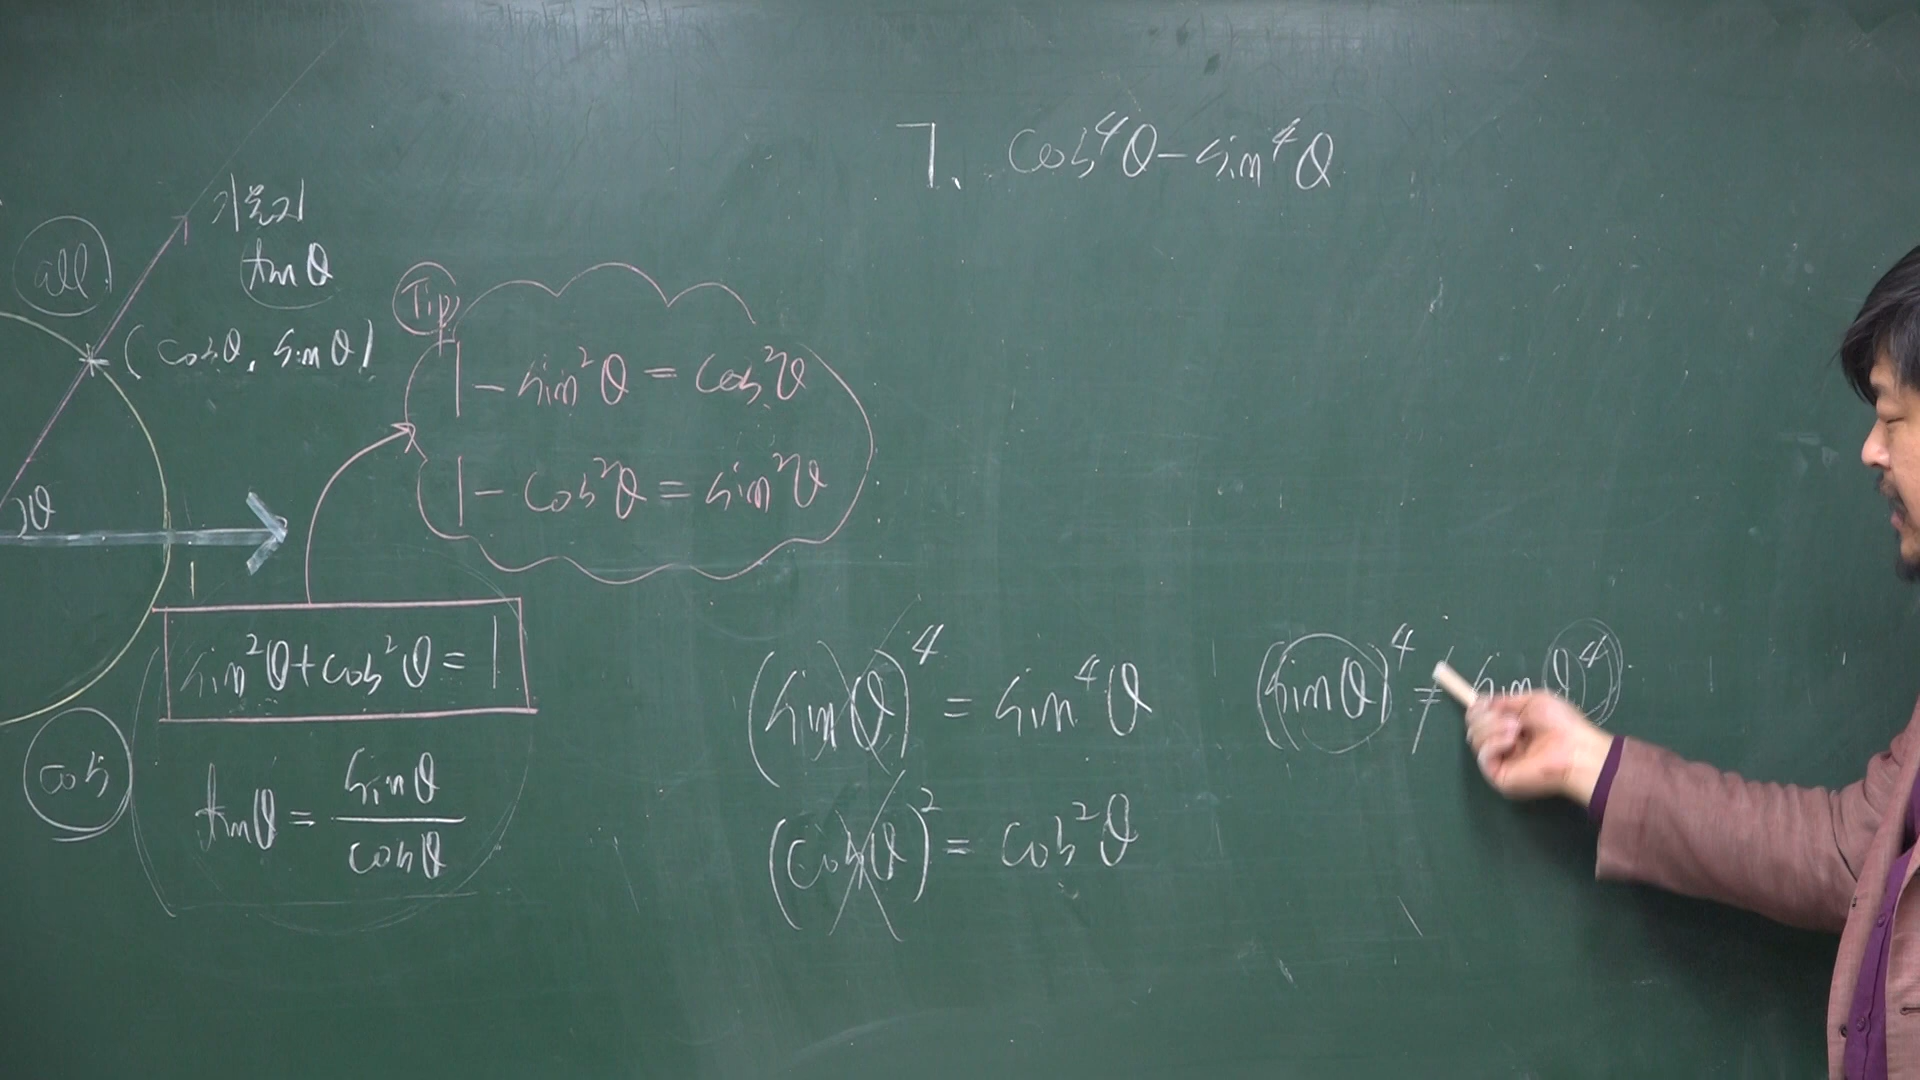 ㄱ. cos⁴θ − sin⁴θ
all
기울기
tanθ
(cosθ, sinθ)
θ
1
Tip
1 − sin²θ = cos²θ
1 − cos²θ = sin²θ
sin²θ + cos²θ = 1
cos
tanθ = sinθ / cosθ
(sinθ)⁴ = sin⁴θ
(cosθ)² = cos²θ
(sinθ)⁴ ≠ sinθ⁴